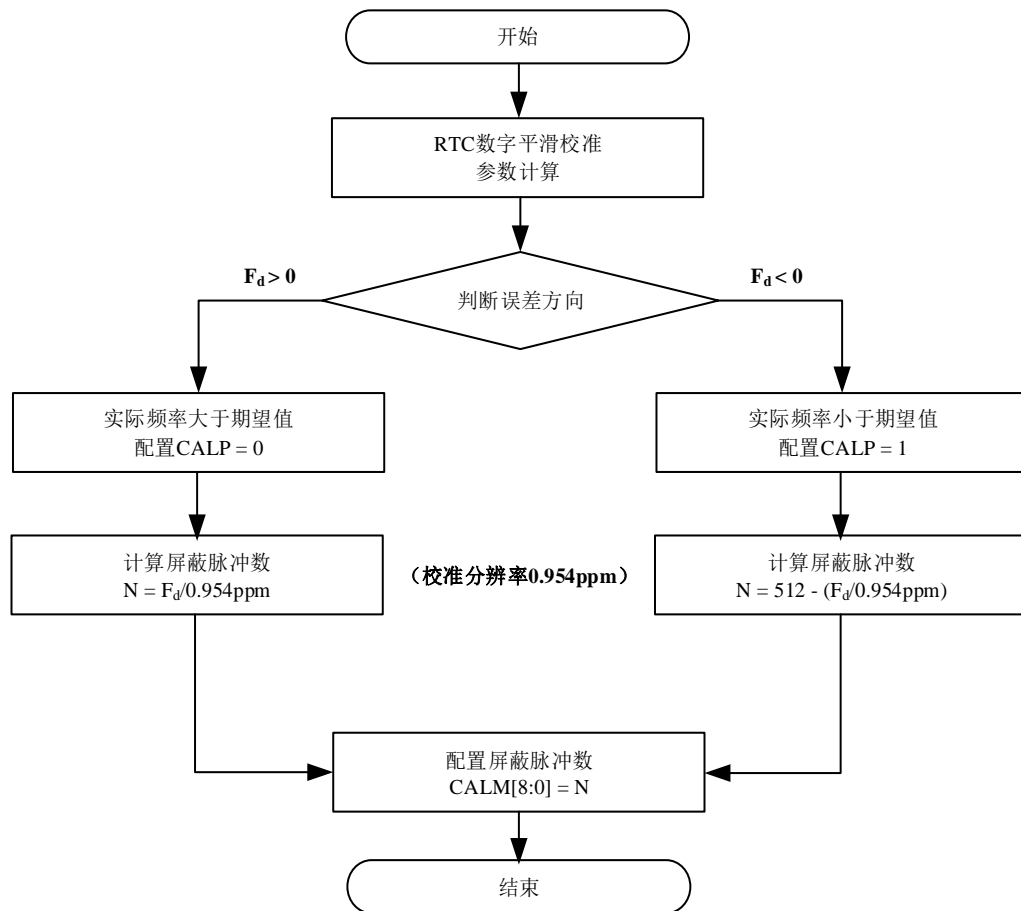 开始
RTC数字平滑校准
参数计算
F_d > 0
F_d < 0
判断误差方向
实际频率大于期望值
配置CALP = 0
实际频率小于期望值
配置CALP = 1
计算屏蔽脉冲数
N = F_d/0.954ppm
（校准分辨率0.954ppm）
计算屏蔽脉冲数
N = 512 - (F_d/0.954ppm)
配置屏蔽脉冲数
CALM[8:0] = N
结束